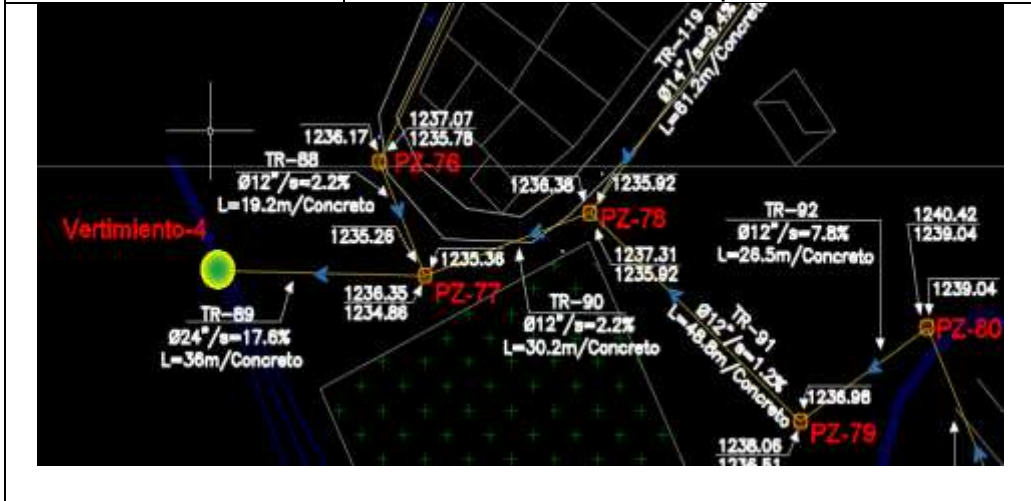 TR-119
Ø14"/s=9.4%
L=61.2m/Concreto
1237.07
1235.78
1236.17
PZ-76
TR-88
Ø12"/s=2.2%
L=19.2m/Concreto
1236.38
1235.92
PZ-78
TR-92
Ø12"/s=7.8%
L=26.5m/Concreto
1240.42
1239.04
Vertimiento-4
1235.26
1235.36
1237.31
1235.92
1239.04
PZ-77
1236.35
1234.86
TR-90
Ø12"/s=2.2%
L=30.2m/Concreto
TR-91
Ø12"/s=1.2%
L=48.8m/Concreto
PZ-80
TR-89
Ø24"/s=17.6%
L=36m/Concreto
1236.98
PZ-79
1238.06
1236.51